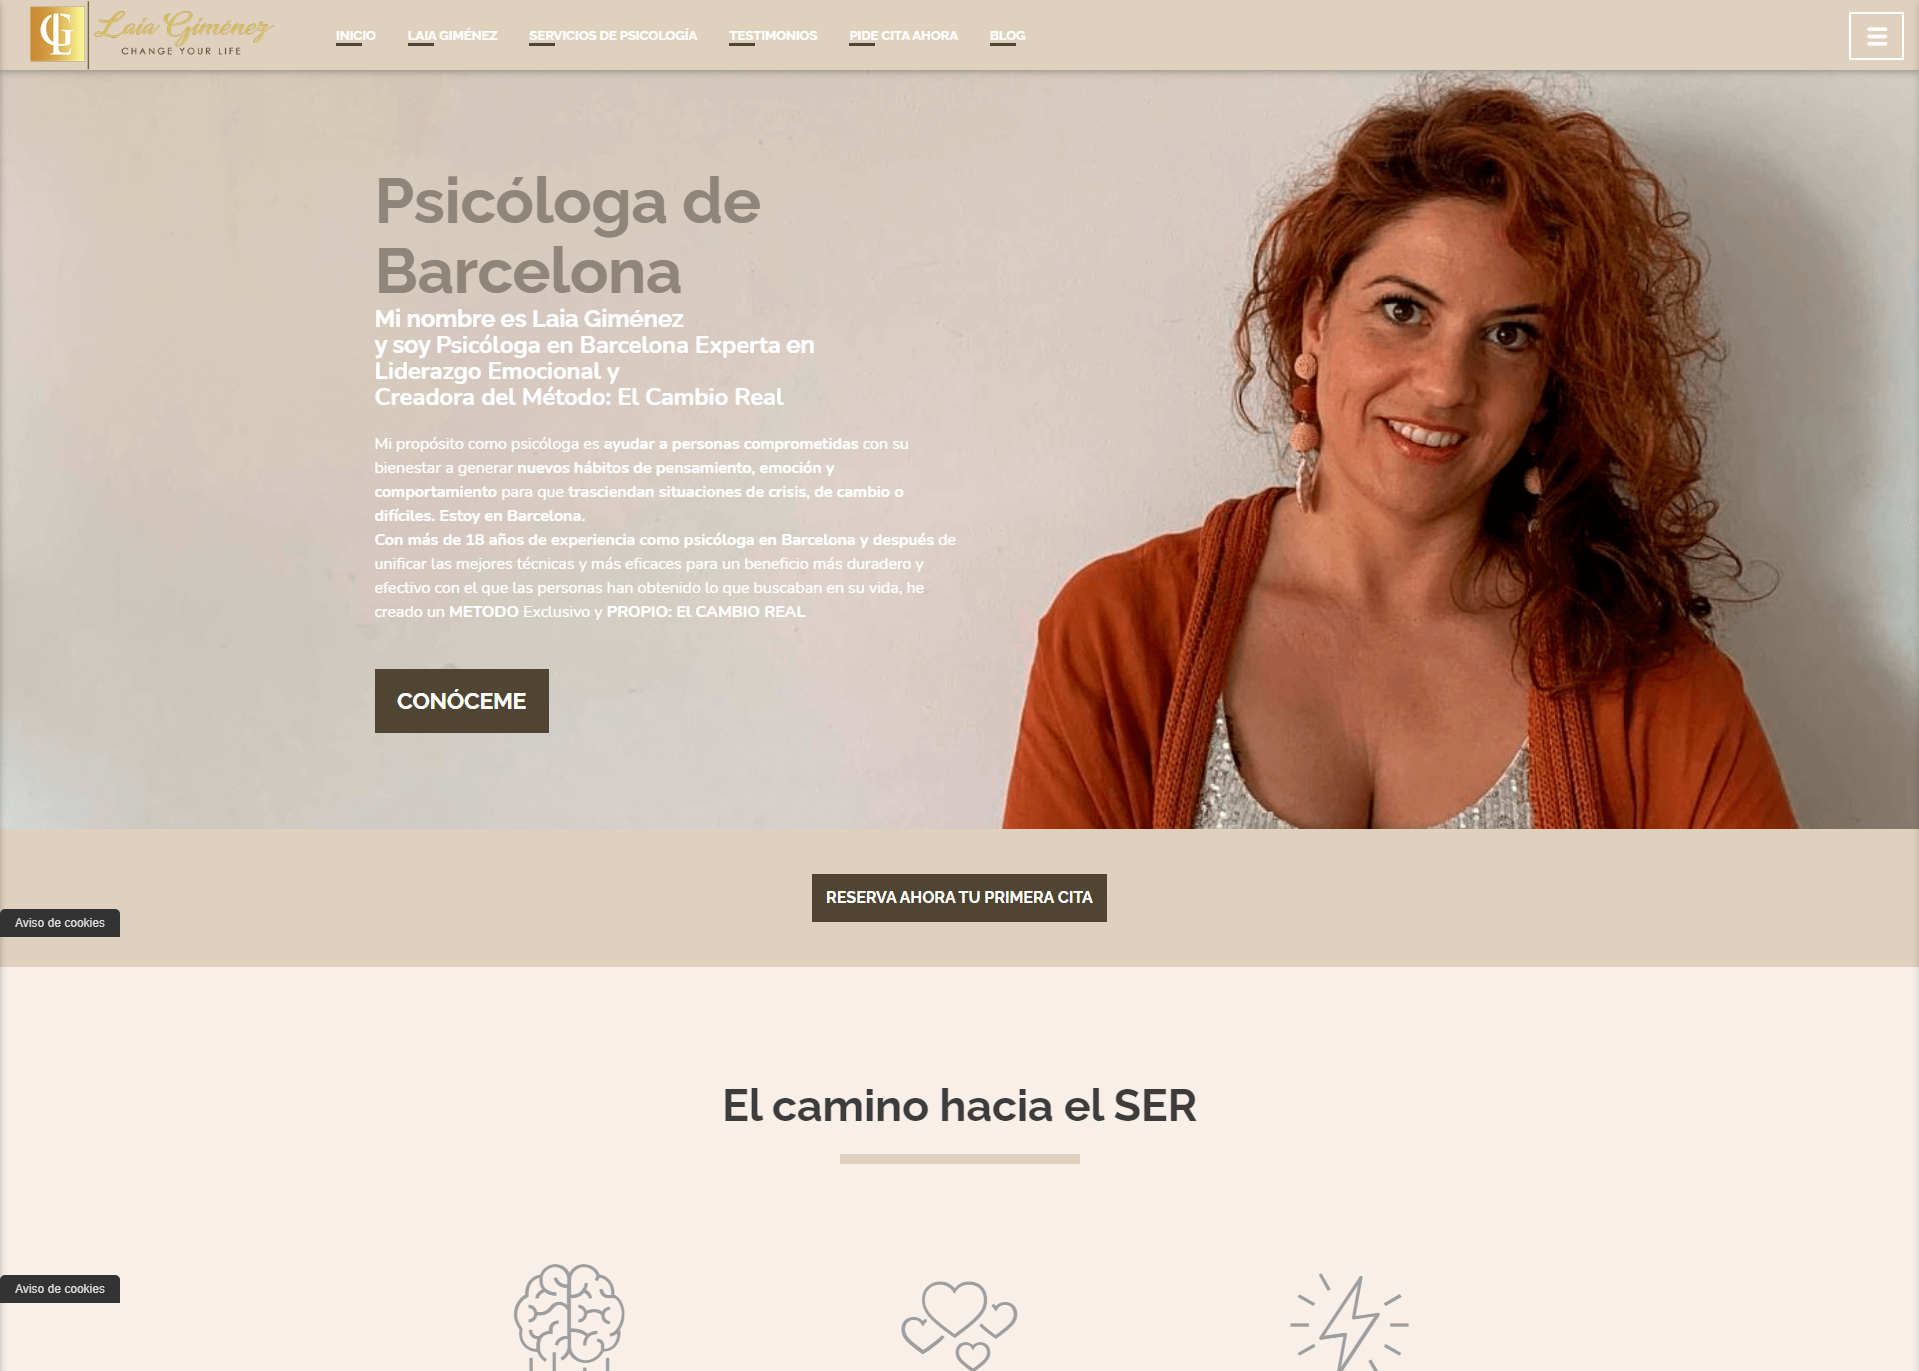 GL
Laia Giménez
CHANGE YOUR LIFE
INICIO
LAIA GIMÉNEZ
SERVICIOS DE PSICOLOGÍA
TESTIMONIOS
PIDE CITA AHORA
BLOG
Psicóloga de
Barcelona
Mi nombre es Laia Giménez
y soy Psicóloga en Barcelona Experta en
Liderazgo Emocional y
Creadora del Método: El Cambio Real
Mi propósito como psicóloga es ayudar a personas comprometidas con su
bienestar a generar nuevos hábitos de pensamiento, emoción y
comportamiento para que trasciendan situaciones de crisis, de cambio o
difíciles. Estoy en Barcelona.
Con más de 18 años de experiencia como psicóloga en Barcelona y después de
unificar las mejores técnicas y más eficaces para un beneficio más duradero y
efectivo con el que las personas han obtenido lo que buscaban en su vida, he
creado un METODO Exclusivo y PROPIO: El CAMBIO REAL
CONÓCEME
RESERVA AHORA TU PRIMERA CITA
Aviso de cookies
El camino hacia el SER
Aviso de cookies